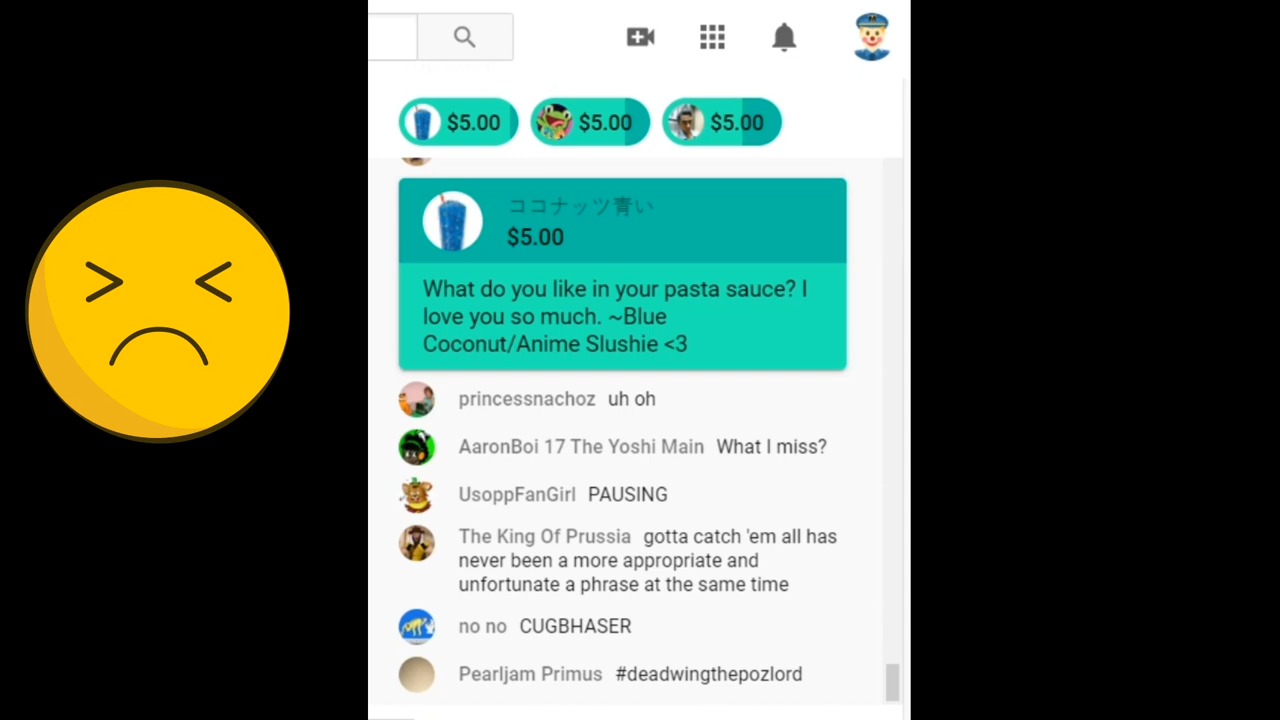 $5.00 $5.00 $5.00
ココナッツ青い
$5.00
What do you like in your pasta sauce? I
love you so much. ~Blue
Coconut/Anime Slushie <3
princessnachoz uh oh
AaronBoi 17 The Yoshi Main What I miss?
UsoppFanGirl PAUSING
The King Of Prussia gotta catch 'em all has
never been a more appropriate and
unfortunate a phrase at the same time
no no CUGBHASER
Pearljam Primus #deadwingthepozlord